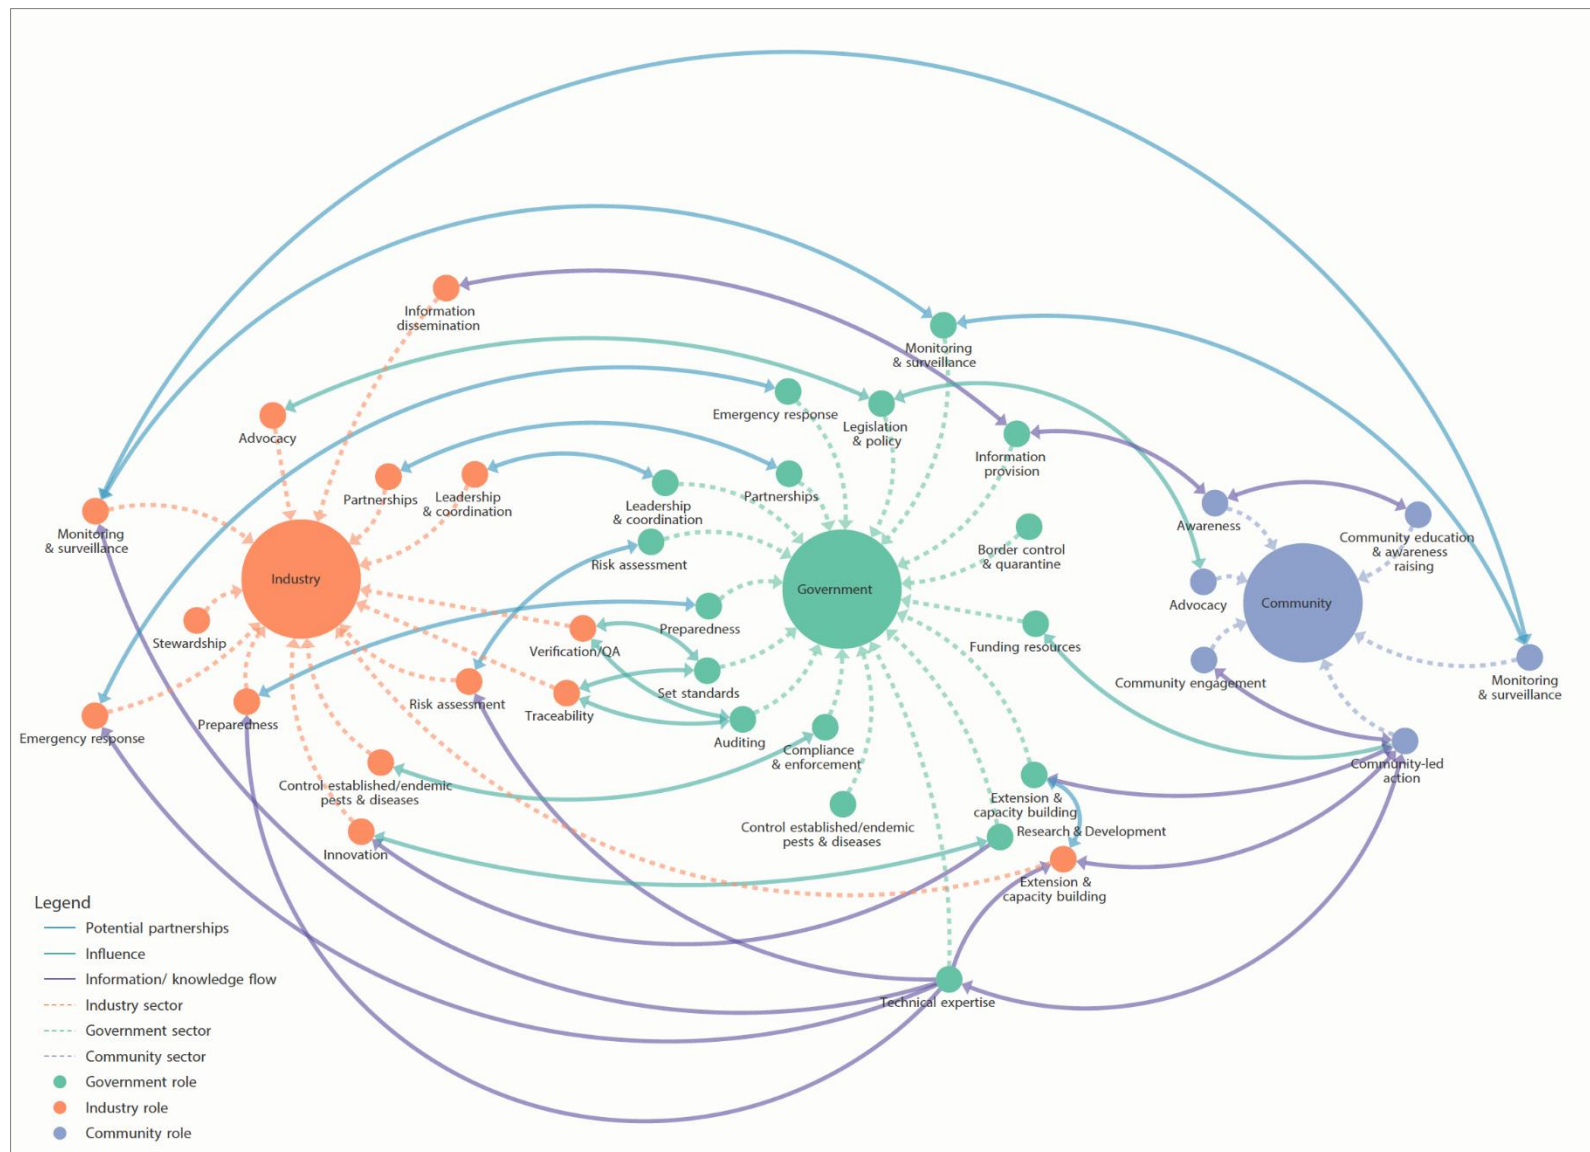 Information
dissemination
Monitoring
& surveillance
Emergency response
Legislation
& policy
Advocacy
Information
provision
Partnerships
Leadership
& coordination
Leadership
& coordination
Partnerships
Monitoring
& surveillance
Awareness
Community education
& awareness
raising
Border control
& quarantine
Risk assessment
Industry
Government
Community
Advocacy
Stewardship
Verification/QA
Preparedness
Funding resources
Community engagement
Monitoring
& surveillance
Emergency response
Preparedness
Risk assessment
Traceability
Set standards
Auditing
Compliance
& enforcement
Community-led
action
Control established/endemic
pests & diseases
Innovation
Control established/endemic
pests & diseases
Extension &
capacity building
Research & Development
Extension &
capacity building
Technical expertise
Legend
Potential partnerships
Influence
Information/ knowledge flow
Industry sector
Government sector
Community sector
Government role
Industry role
Community role